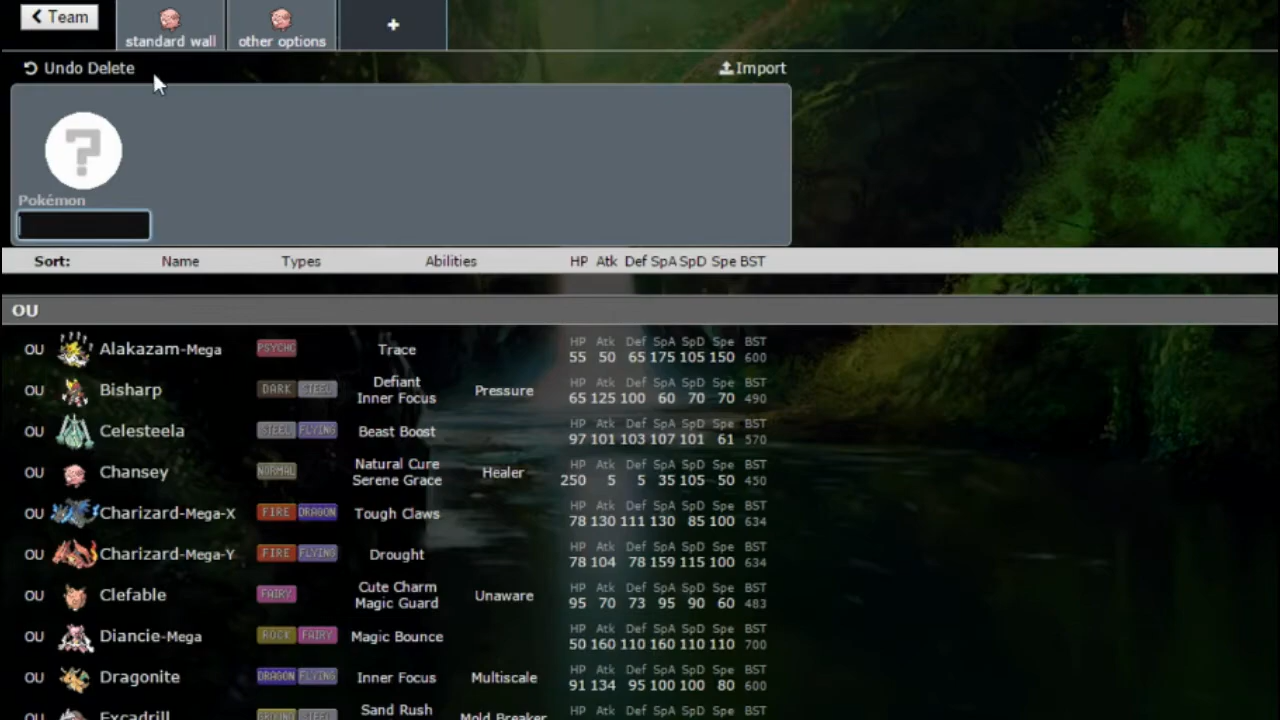 Team
standard wall
other options
+
Undo Delete
Import
?
Pokémon
Sort: Name Types Abilities HP Atk Def SpA SpD Spe BST
OU
OU Alakazam-Mega PSYCHC Trace HP 55 Atk 50 Def 65 SpA 175 SpD 105 Spe 150 BST 600
OU Bisharp DARK STEEL Defiant Inner Focus Pressure HP 65 Atk 125 Def 100 SpA 60 SpD 70 Spe 70 BST 490
OU Celesteela STEEL FLYING Beast Boost HP 97 Atk 101 Def 103 SpA 107 SpD 101 Spe 61 BST 570
OU Chansey NORMAL Natural Cure Serene Grace Healer HP 250 Atk 5 Def 5 SpA 35 SpD 105 Spe 50 BST 450
OU Charizard-Mega-X FIRE DRAGON Tough Claws HP 78 Atk 130 Def 111 SpA 130 SpD 85 Spe 100 BST 634
OU Charizard-Mega-Y FIRE FLYING Drought HP 78 Atk 104 Def 78 SpA 159 SpD 115 Spe 100 BST 634
OU Clefable FAIRY Cute Charm Magic Guard Unaware HP 95 Atk 70 Def 73 SpA 95 SpD 90 Spe 60 BST 483
OU Diancie-Mega ROCK FAIRY Magic Bounce HP 50 Atk 160 Def 110 SpA 160 SpD 110 Spe 110 BST 700
OU Dragonite DRAGON FLYING Inner Focus Multiscale HP 91 Atk 134 Def 95 SpA 100 SpD 100 Spe 80 BST 600
OU Excadrill GROUND STEEL Sand Rush Mold Breaker HP Atk Def SpA SpD Spe BST